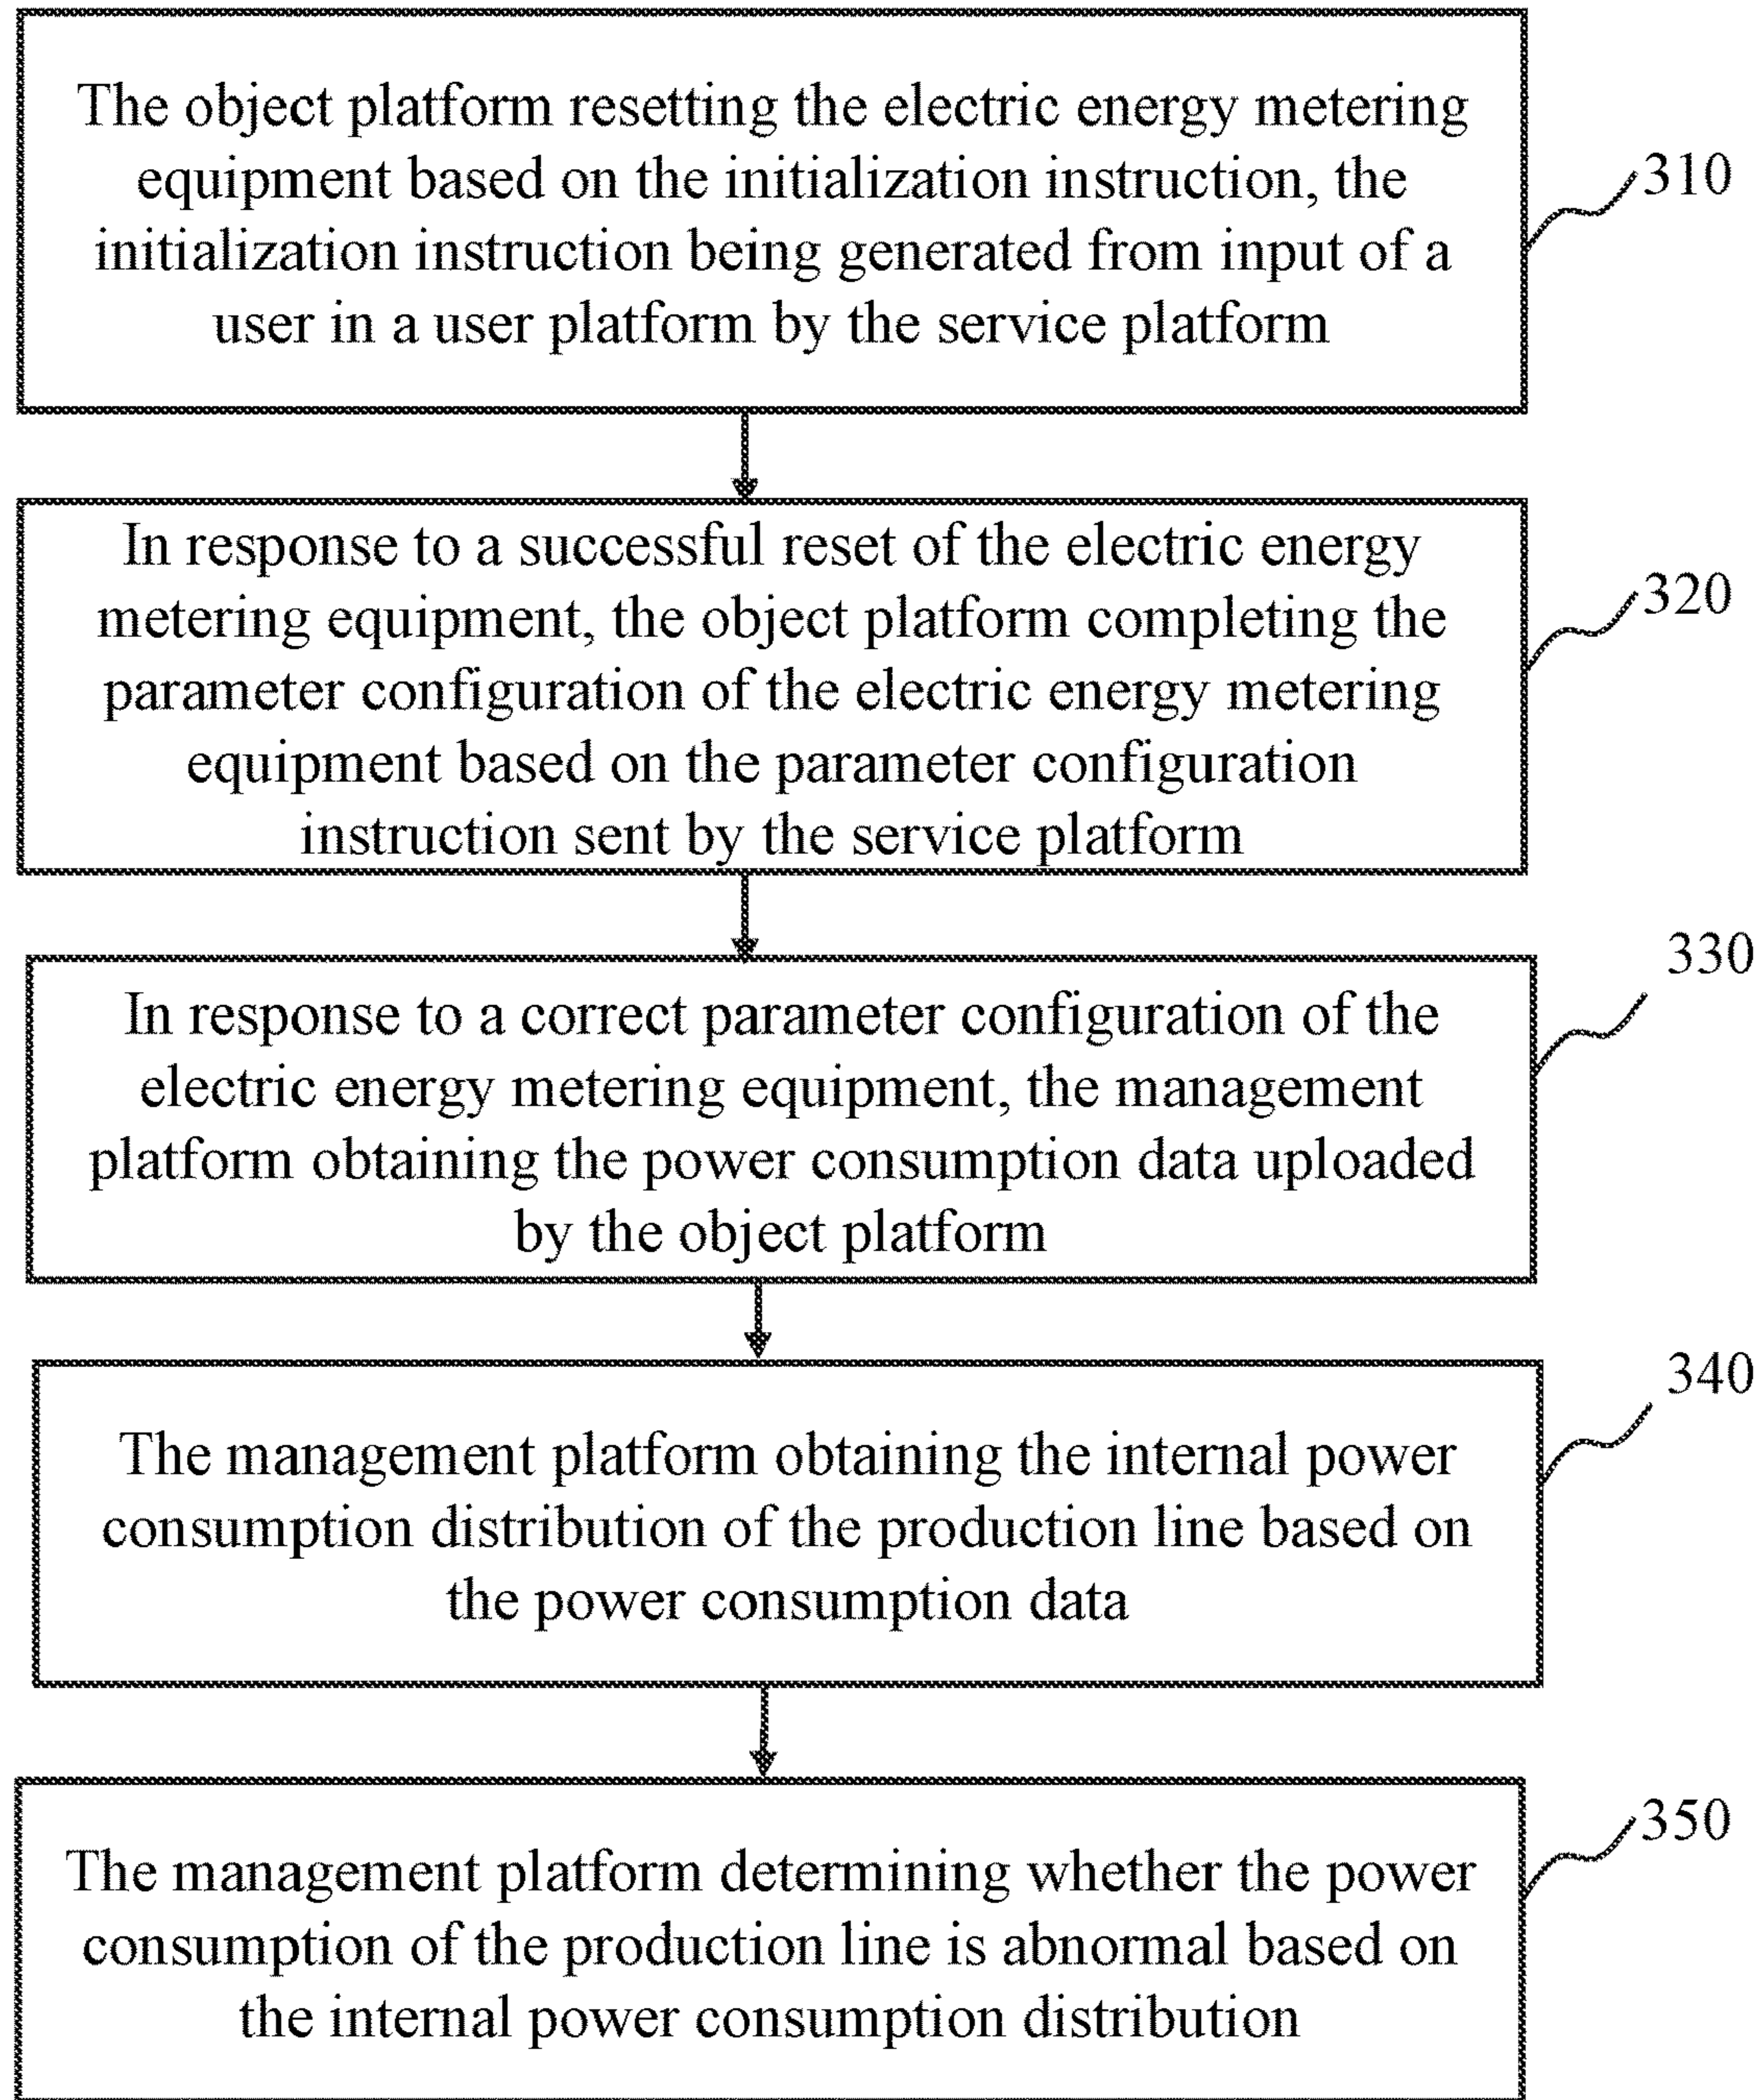 The object platform resetting the electric energy metering
equipment based on the initialization instruction, the
initialization instruction being generated from input of a
user in a user platform by the service platform
310
In response to a successful reset of the electric energy
metering equipment, the object platform completing the
parameter configuration of the electric energy metering
equipment based on the parameter configuration
instruction sent by the service platform
320
In response to a correct parameter configuration of the
electric energy metering equipment, the management
platform obtaining the power consumption data uploaded
by the object platform
330
The management platform obtaining the internal power
consumption distribution of the production line based on
the power consumption data
340
The management platform determining whether the power
consumption of the production line is abnormal based on
the internal power consumption distribution
350